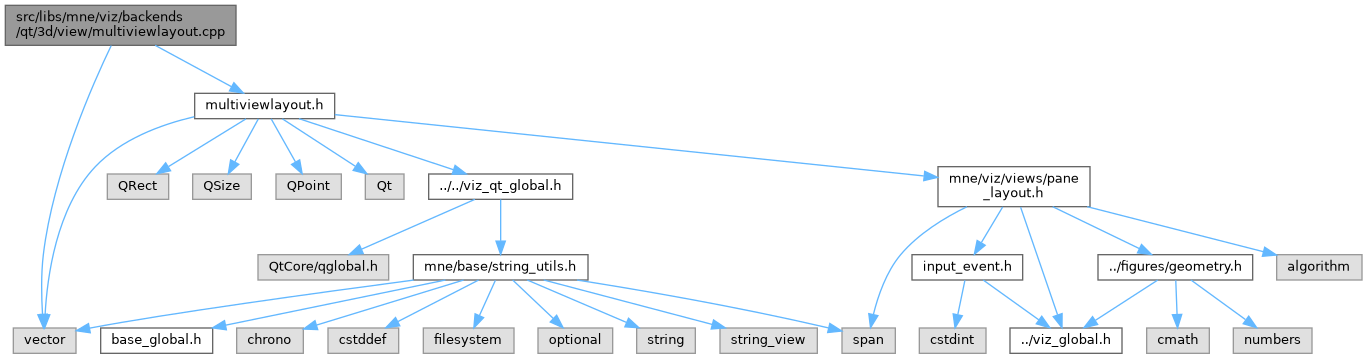 src/libs/mne/viz/backends
/qt/3d/view/multiviewlayout.cpp
multiviewlayout.h
QRect
QSize
QPoint
Qt
../../viz_qt_global.h
mne/viz/views/pane
_layout.h
QtCore/qglobal.h
mne/base/string_utils.h
input_event.h
../figures/geometry.h
algorithm
vector
base_global.h
chrono
cstddef
filesystem
optional
string
string_view
span
cstdint
../viz_global.h
cmath
numbers